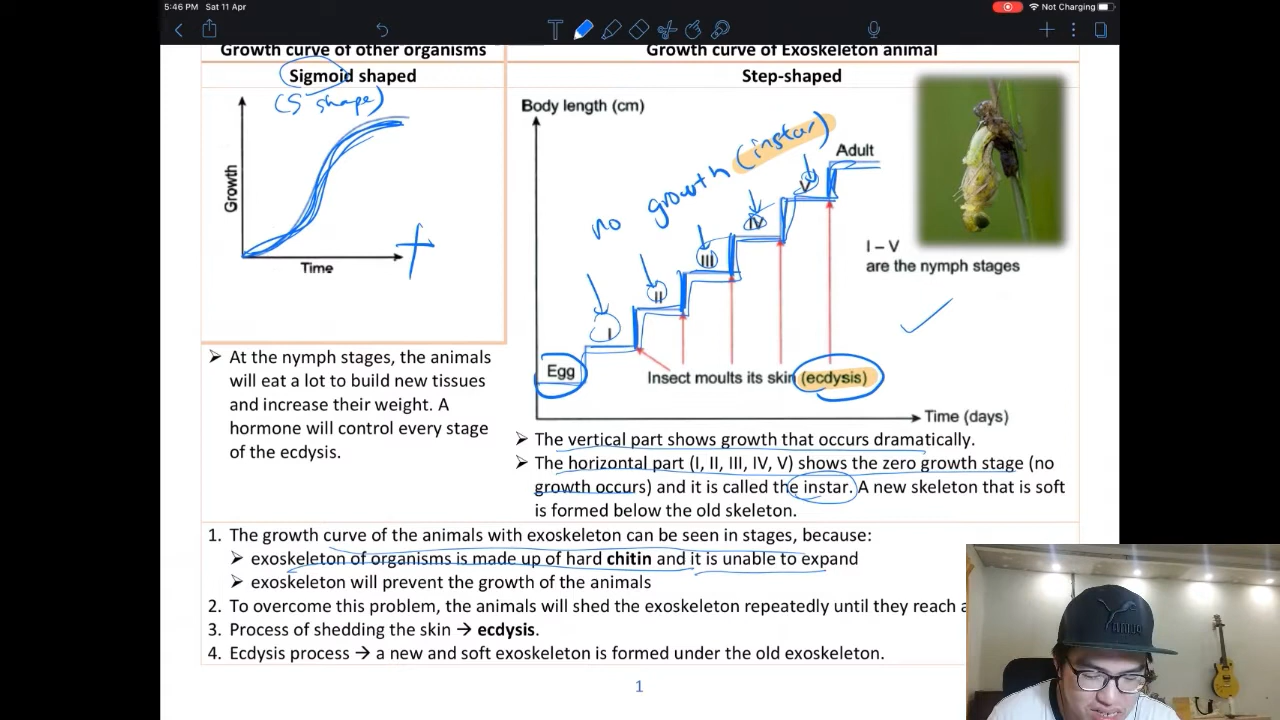 5:46 PM Sat 11 Apr
Not Charging
Growth curve of other organisms
Growth curve of Exoskeleton animal
Sigmoid shaped
(S shape)
Growth
Time
Step-shaped
Body length (cm)
no growth (instar)
Adult
V
IV
III
II
I
I – V
are the nymph stages
Egg
Insect moults its skin (ecdysis)
Time (days)
➢ At the nymph stages, the animals
will eat a lot to build new tissues
and increase their weight. A
hormone will control every stage
of the ecdysis.
➢ The vertical part shows growth that occurs dramatically.
➢ The horizontal part (I, II, III, IV, V) shows the zero growth stage (no
growth occurs) and it is called the instar. A new skeleton that is soft
is formed below the old skeleton.
1. The growth curve of the animals with exoskeleton can be seen in stages, because:
➢ exoskeleton of organisms is made up of hard chitin and it is unable to expand
➢ exoskeleton will prevent the growth of the animals
2. To overcome this problem, the animals will shed the exoskeleton repeatedly until they reach a
3. Process of shedding the skin → ecdysis.
4. Ecdysis process → a new and soft exoskeleton is formed under the old exoskeleton.
1